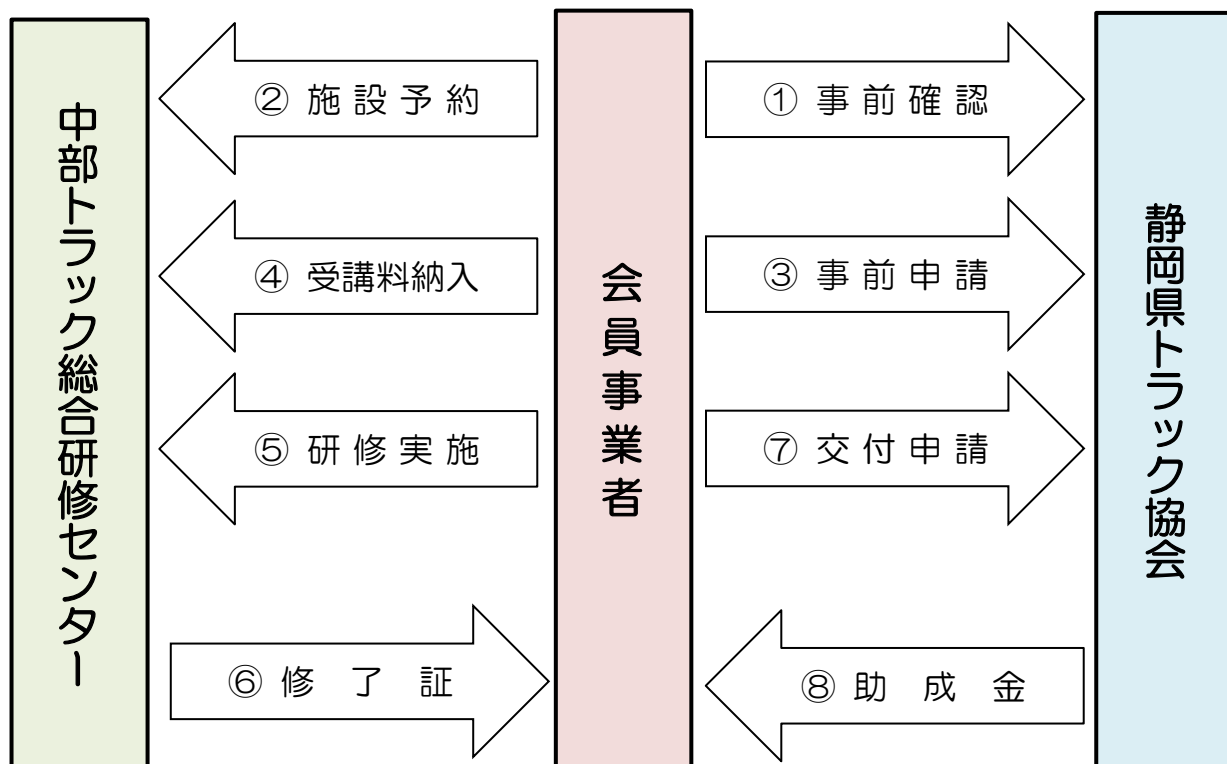 中部トラック総合研修センター
② 施設予約
④ 受講料納入
⑤ 研修実施
⑥ 修了証
会員事業者
① 事前確認
③ 事前申請
⑦ 交付申請
⑧ 助成金
静岡県トラック協会